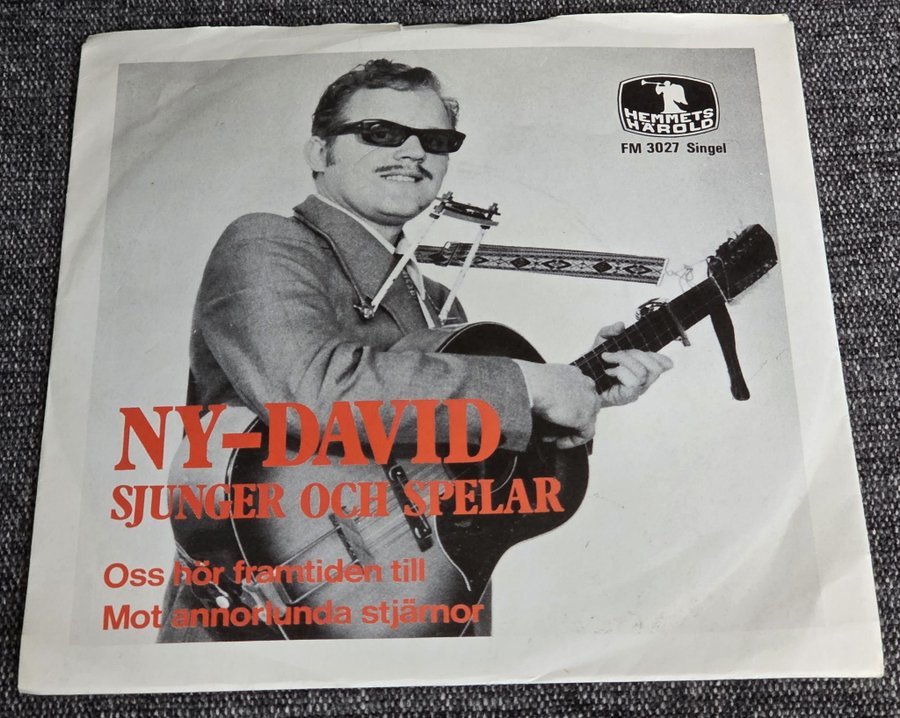 HEMMETS
HÄROLD
FM 3027 Singel
NY-DAVID
SJUNGER OCH SPELAR
Oss hör framtiden till
Mot annorlunda stjärnor